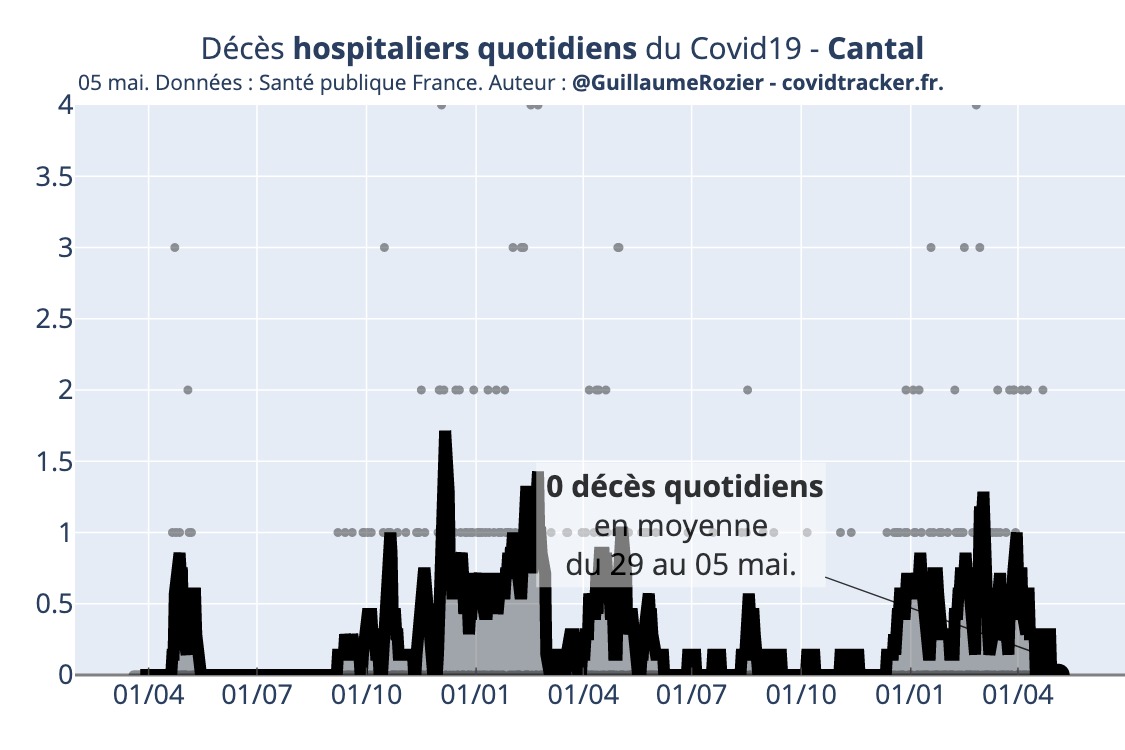 Décès hospitaliers quotidiens du Covid19 - Cantal
05 mai. Données : Santé publique France. Auteur : @GuillaumeRozier - covidtracker.fr.
4
3.5
3
2.5
2
1.5
1
0.5
0
0 décès quotidiens
en moyenne
du 29 au 05 mai.
01/04 01/07 01/10 01/01 01/04 01/07 01/10 01/01 01/04